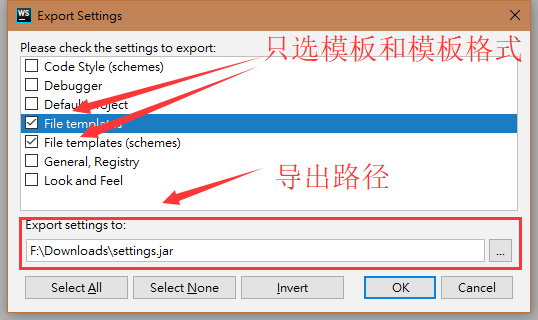 WS Export Settings
Please check the settings to export:
只选模板和模板格式
Code Style (schemes)
Debugger
Default Project
File templates
File templates (schemes)
General, Registry
Look and Feel
导出路径
Export settings to:
F:\Downloads\settings.jar
...
Select All
Select None
Invert
OK
Cancel